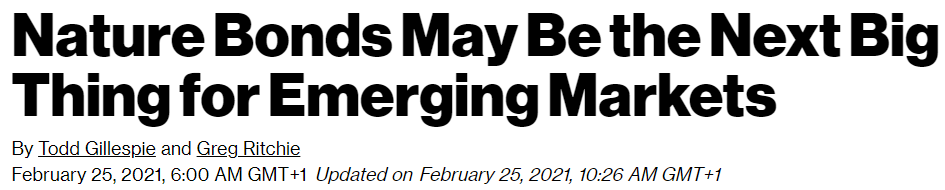 Nature Bonds May Be the Next Big
Thing for Emerging Markets
By Todd Gillespie and Greg Ritchie
February 25, 2021, 6:00 AM GMT+1 Updated on February 25, 2021, 10:26 AM GMT+1